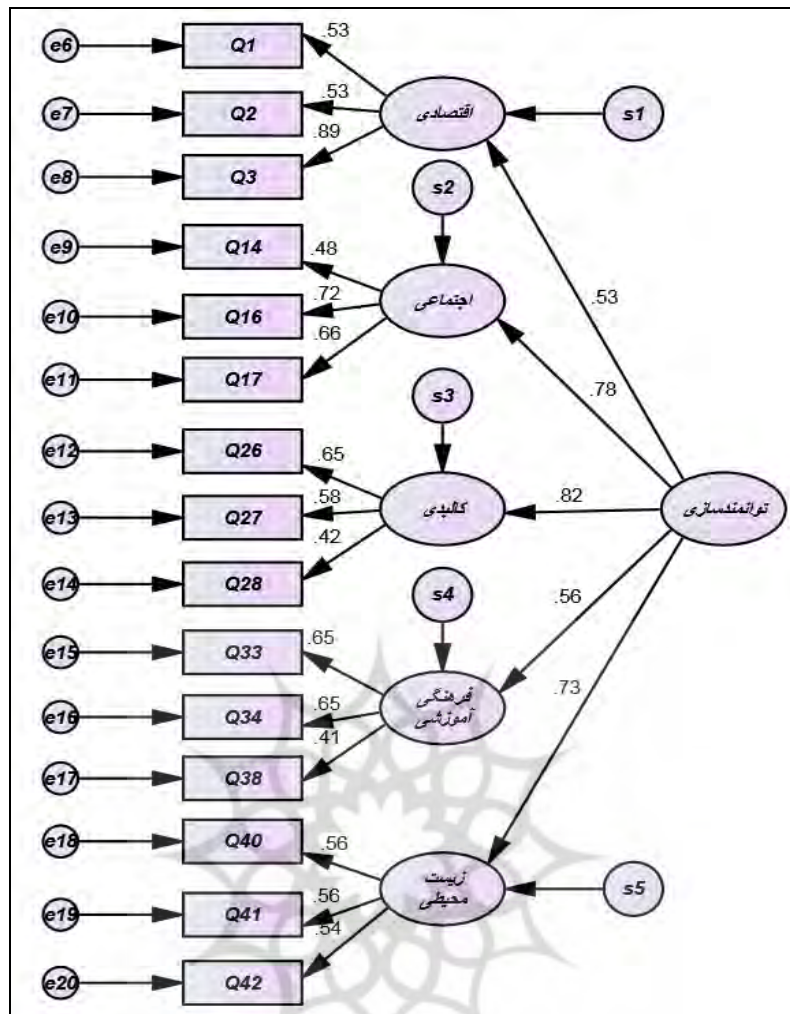 e6
Q1
.53
e7
Q2
.53
اقتصادی
s1
.89
e8
Q3
s2
e9
Q14
.48
.53
e10
Q16
.72
اجتماعی
.66
e11
Q17
.78
s3
e12
Q26
.65
e13
Q27
.58
کالبدی
.82
توانمندسازی
.42
e14
Q28
s4
.56
e15
Q33
.65
e16
Q34
.65
فرهنگی
آموزشی
.73
.41
e17
Q38
e18
Q40
.56
e19
Q41
.56
زیست
محیطی
s5
.54
e20
Q42